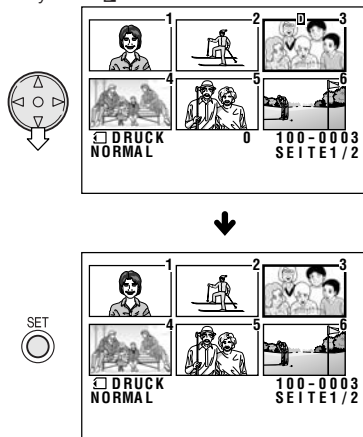 1 2 D 3
4 5 6
DRUCK 0 100-0003
NORMAL SEITE1/2
SET
1 2 3
4 5 6
DRUCK 100-0003
NORMAL SEITE1/2